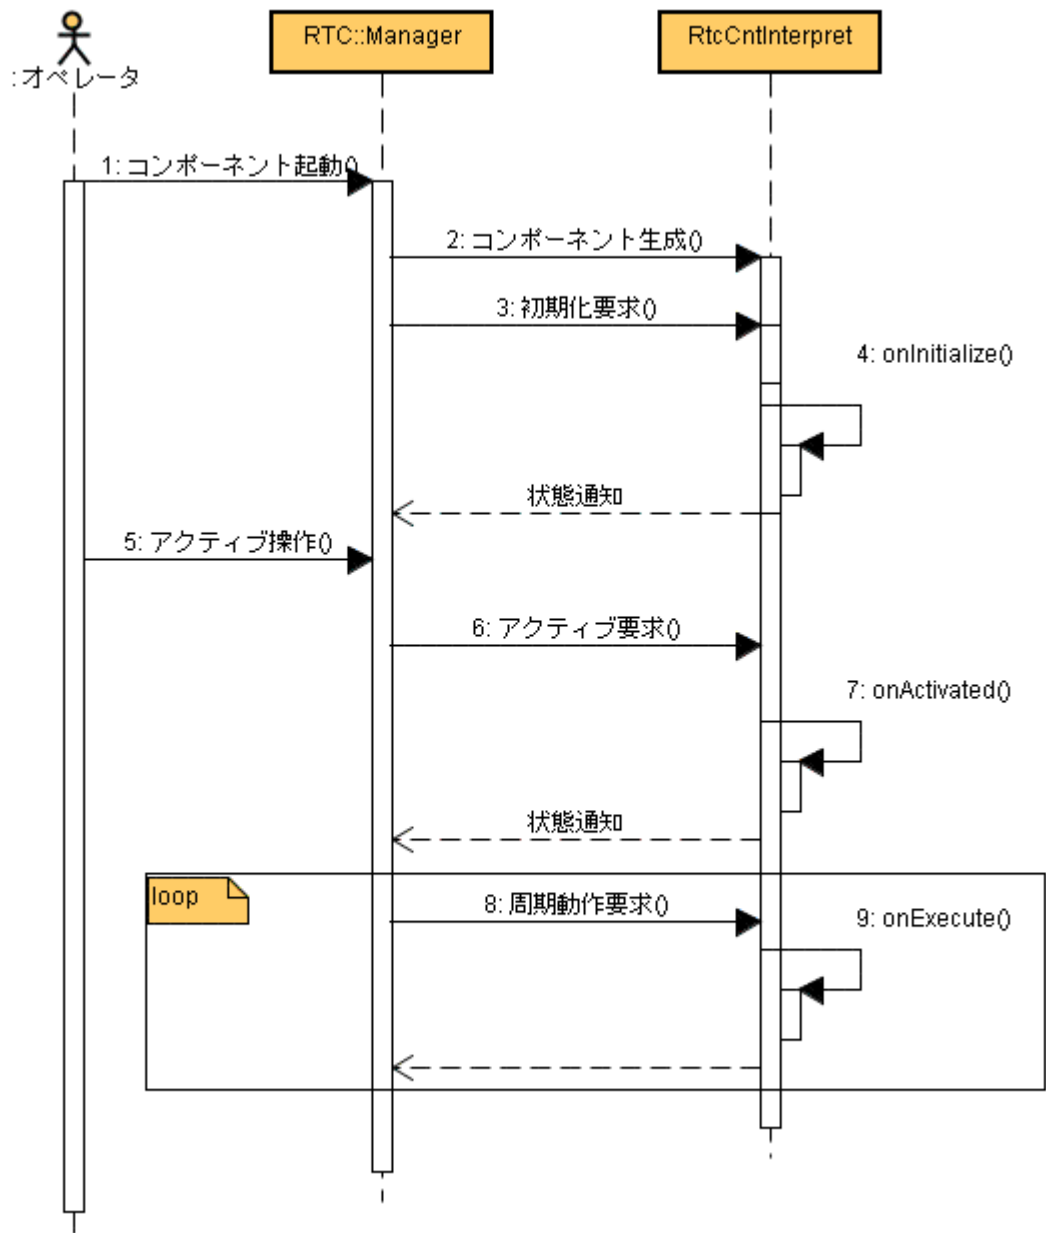 : オペレータ
RTC::Manager
RtcCntInterpret
1: コンポーネント起動()
2: コンポーネント生成()
3: 初期化要求()
4: onInitialize()
状態通知
5: アクティブ操作()
6: アクティブ要求()
7: onActivated()
状態通知
loop
8: 周期動作要求()
9: onExecute()